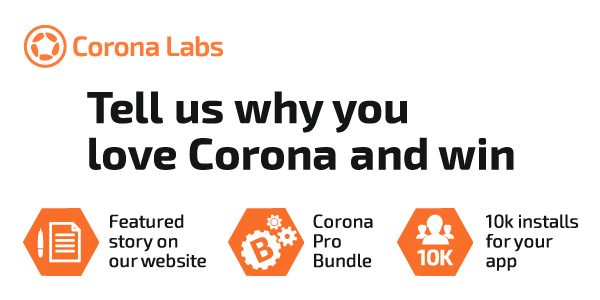 Corona Labs
Tell us why you
love Corona and win
Featured
story on
our website
B
Corona
Pro
Bundle
10K
10k installs
for your
app